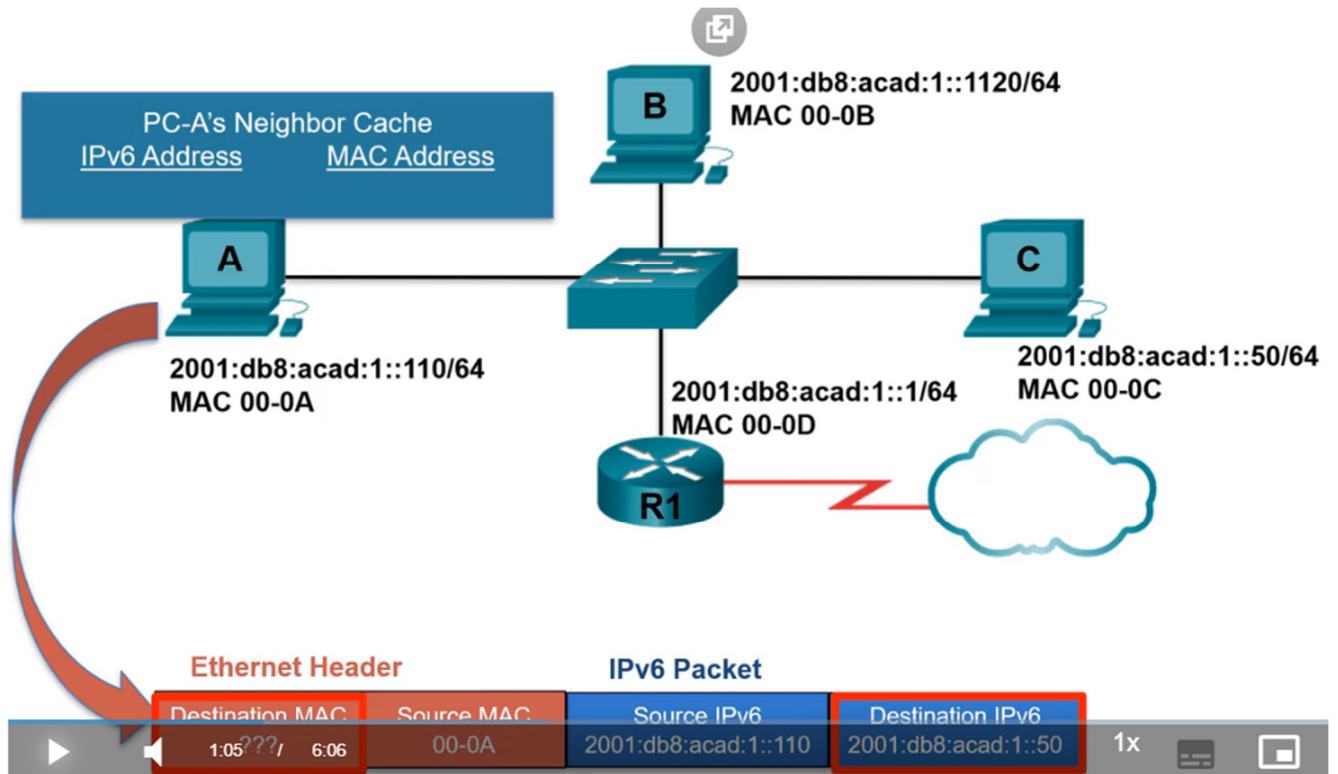 B
2001:db8:acad:1::1120/64
MAC 00-0B
PC-A's Neighbor Cache
IPv6 Address MAC Address
A
C
2001:db8:acad:1::110/64
MAC 00-0A
2001:db8:acad:1::50/64
MAC 00-0C
2001:db8:acad:1::1/64
MAC 00-0D
R1
Ethernet Header IPv6 Packet
Destination MAC Source MAC Source IPv6 Destination IPv6
??? 00-0A 2001:db8:acad:1::110 2001:db8:acad:1::50
1:05 / 6:06 1x